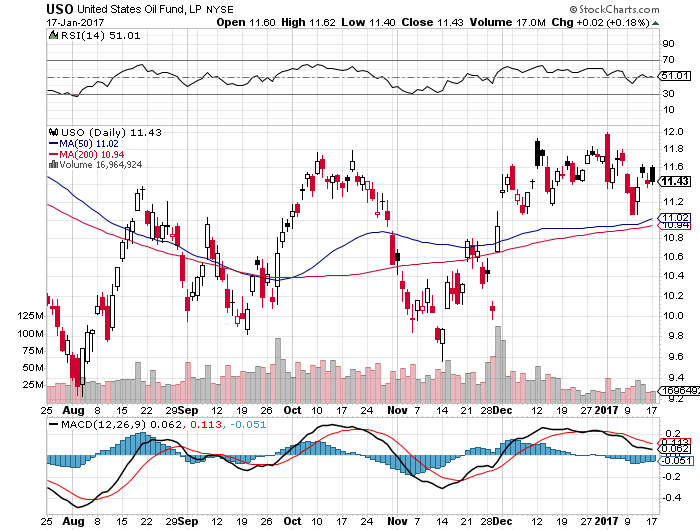 USO United States Oil Fund, LP NYSE © StockCharts.com
17-Jan-2017 Open 11.60 High 11.62 Low 11.40 Close 11.43 Volume 17.0M Chg +0.02 (+0.18%)
RSI(14) 51.01
90
70
51.01
30
10
USO (Daily) 11.43
MA(50) 11.02
MA(200) 10.94
Volume 16,964,924
12.0
11.8
11.6
11.43
11.2
11.02
10.94
10.8
10.6
10.4
10.2
10.0
9.8
9.6
9.4
9.2
125M
100M
75M
50M
25M
1696492
25 Aug 8 15 22 29 Sep 12 19 26 Oct 10 17 24 Nov 7 14 21 28 Dec 12 19 27 2017 9 17
MACD(12,26,9) 0.062, 0.113, -0.051
0.2
0.113
0.062
-0.051
-0.2
-0.4
25 Aug 8 15 22 29 Sep 12 19 26 Oct 10 17 24 Nov 7 14 21 28 Dec 12 19 27 2017 9 17